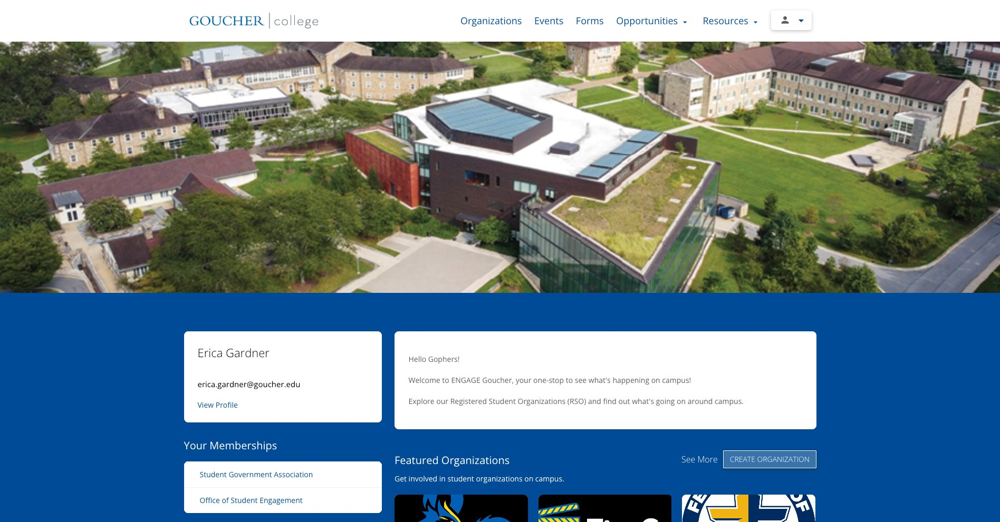 GOUCHER | college
Organizations
Events
Forms
Opportunities
Resources
Erica Gardner
erica.gardner@goucher.edu
View Profile
Hello Gophers!
Welcome to ENGAGE Goucher, your one-stop to see what's happening on campus!
Explore our Registered Student Organizations (RSO) and find out what's going on around campus.
Your Memberships
Student Government Association
Office of Student Engagement
Featured Organizations
See More
CREATE ORGANIZATION
Get involved in student organizations on campus.
OF